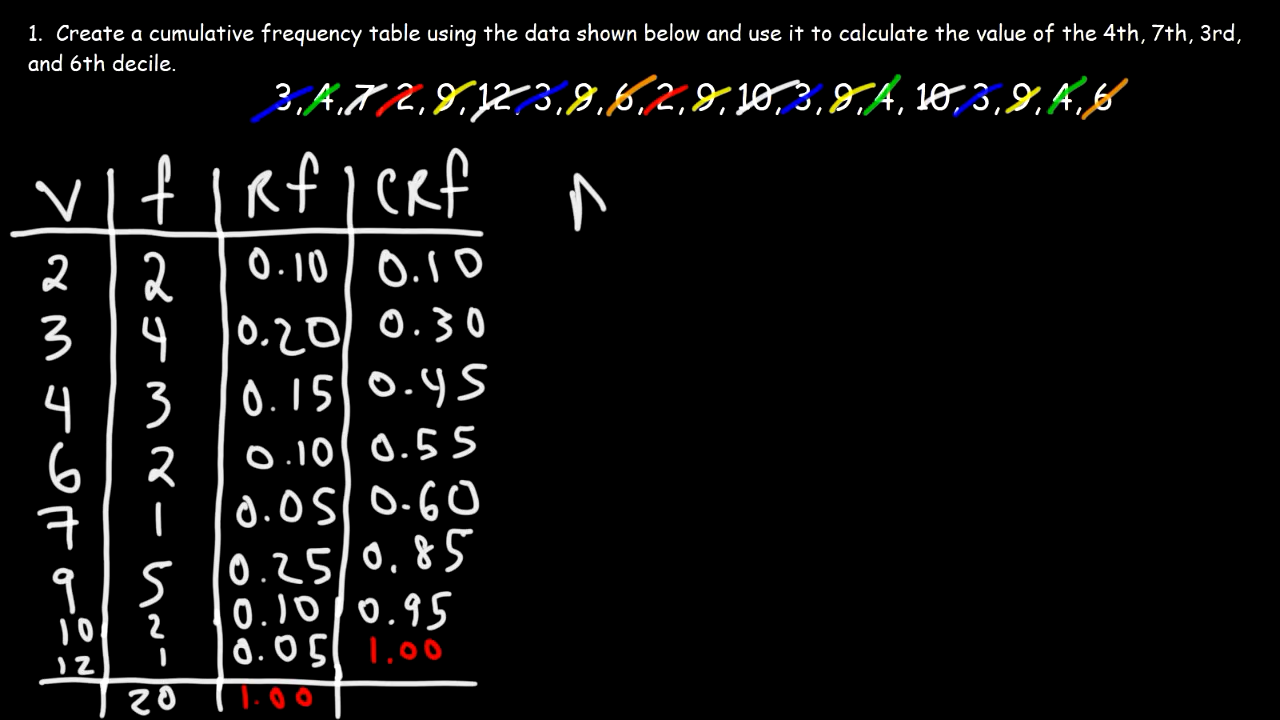 1. Create a cumulative frequency table using the data shown below and use it to calculate the value of the 4th, 7th, 3rd,
and 6th decile.
3, 4, 7, 2, 9, 12, 3, 9, 6, 2, 9, 10, 3, 9, 4, 10, 3, 9, 4, 6
V f Rf CRf
2 2 0.10 0.10
3 4 0.20 0.30
4 3 0.15 0.45
6 2 0.10 0.55
7 1 0.05 0.60
9 5 0.25 0.85
10 2 0.10 0.95
12 1 0.05 1.00
20 1.00